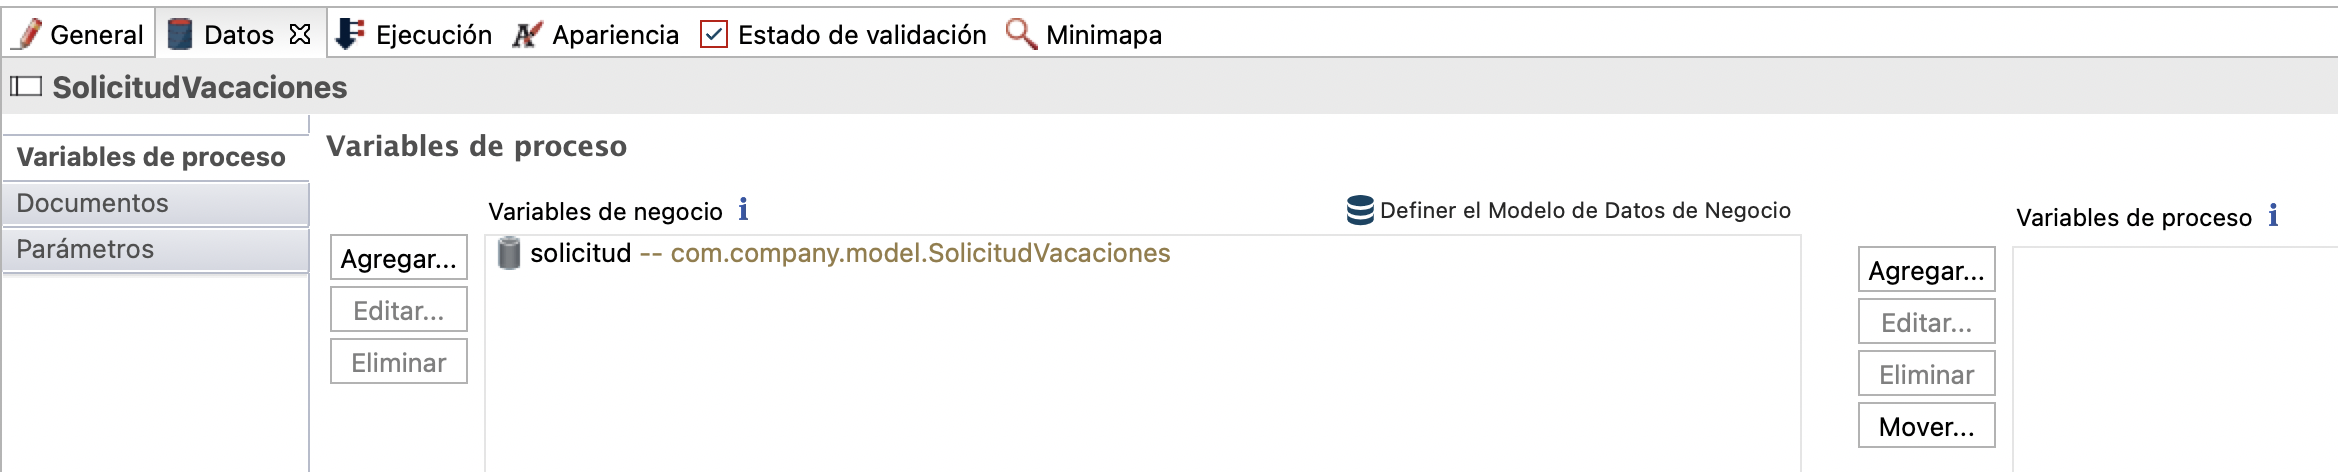 General Datos Ejecución Apariencia Estado de validación Minimapa
SolicitudVacaciones
Variables de proceso
Documentos
Parámetros
Variables de proceso
Variables de negocio i
Definer el Modelo de Datos de Negocio
Agregar...
Editar...
Eliminar
solicitud -- com.company.model.SolicitudVacaciones
Variables de proceso i
Agregar...
Editar...
Eliminar
Mover...